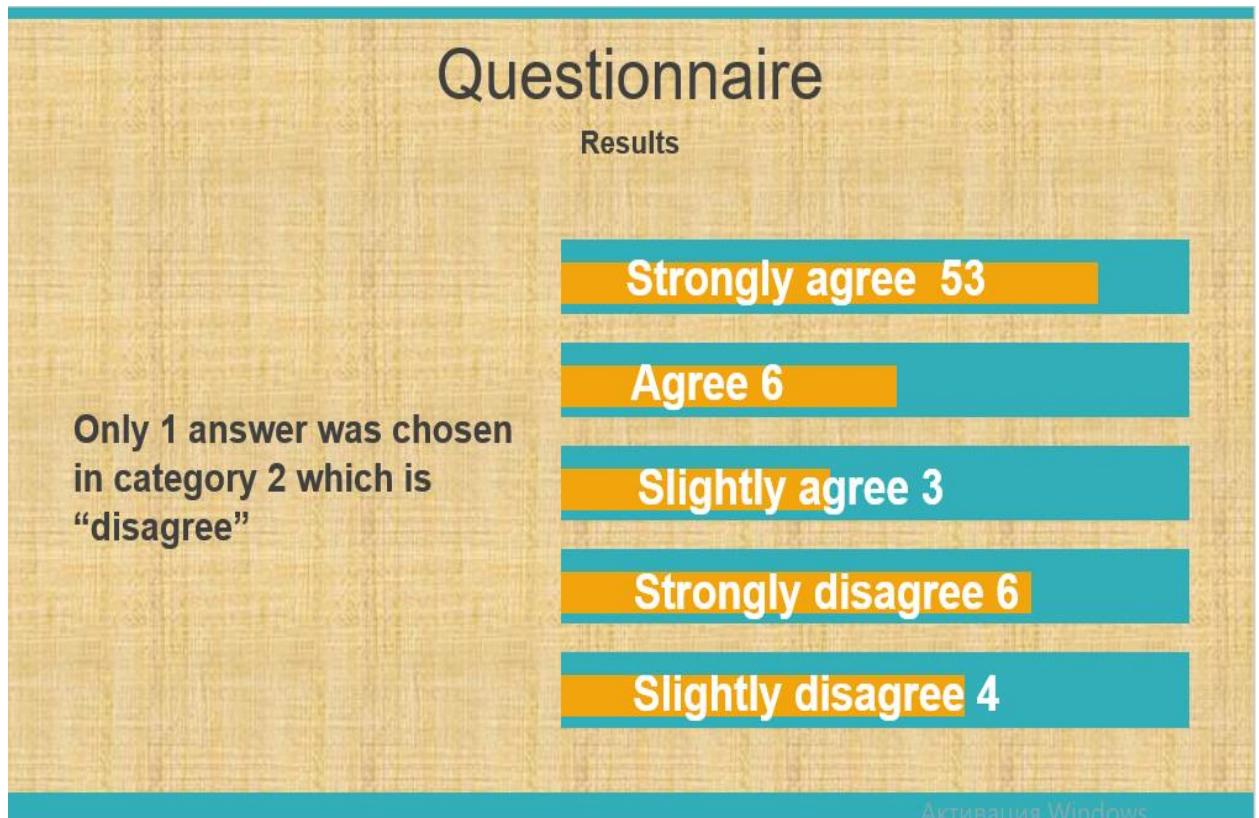 Questionnaire
Results
Only 1 answer was chosen
in category 2 which is
“disagree”
Strongly agree 53
Agree 6
Slightly agree 3
Strongly disagree 6
Slightly disagree 4
Активация Windows